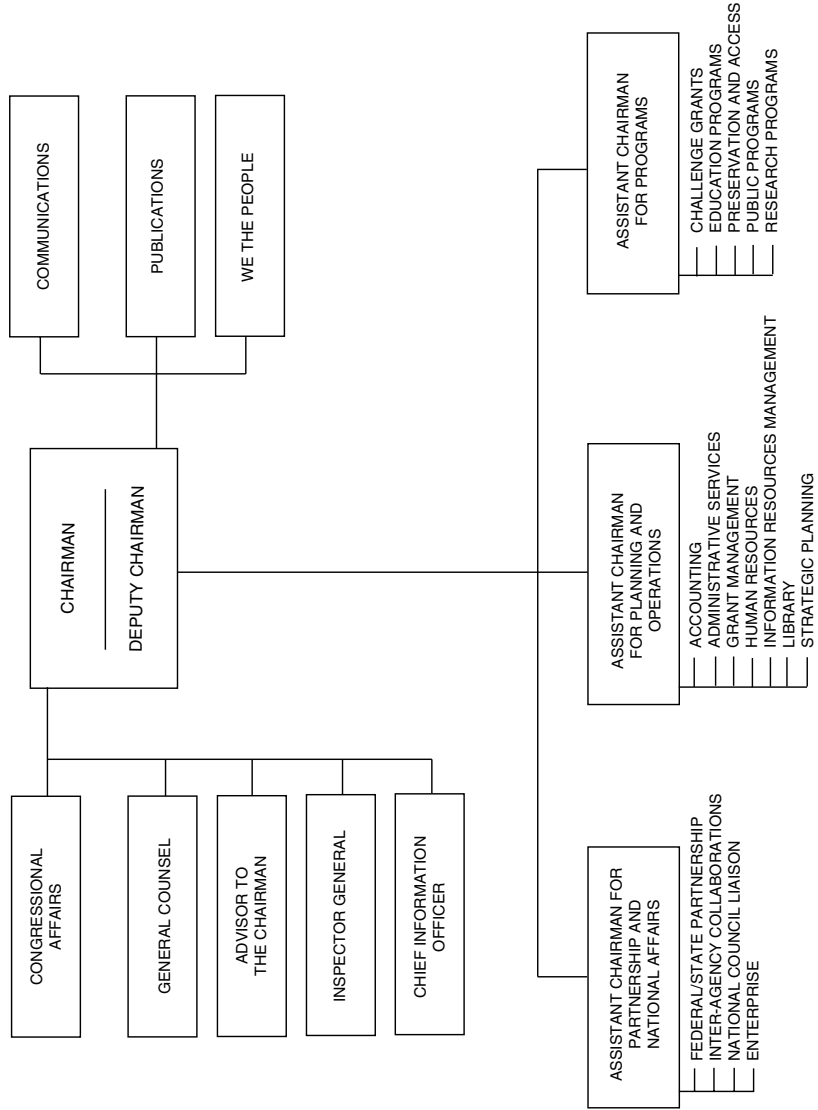 CONGRESSIONAL
AFFAIRS
GENERAL COUNSEL
ADVISOR TO
THE CHAIRMAN
INSPECTOR GENERAL
CHIEF INFORMATION
OFFICER
CHAIRMAN
DEPUTY CHAIRMAN
COMMUNICATIONS
PUBLICATIONS
WE THE PEOPLE
ASSISTANT CHAIRMAN FOR
PARTNERSHIP AND
NATIONAL AFFAIRS
FEDERAL/STATE PARTNERSHIP
INTER-AGENCY COLLABORATIONS
NATIONAL COUNCIL LIAISON
ENTERPRISE
ASSISTANT CHAIRMAN
FOR PLANNING AND
OPERATIONS
ACCOUNTING
ADMINISTRATIVE SERVICES
GRANT MANAGEMENT
HUMAN RESOURCES
INFORMATION RESOURCES MANAGEMENT
LIBRARY
STRATEGIC PLANNING
ASSISTANT CHAIRMAN
FOR PROGRAMS
CHALLENGE GRANTS
EDUCATION PROGRAMS
PRESERVATION AND ACCESS
PUBLIC PROGRAMS
RESEARCH PROGRAMS